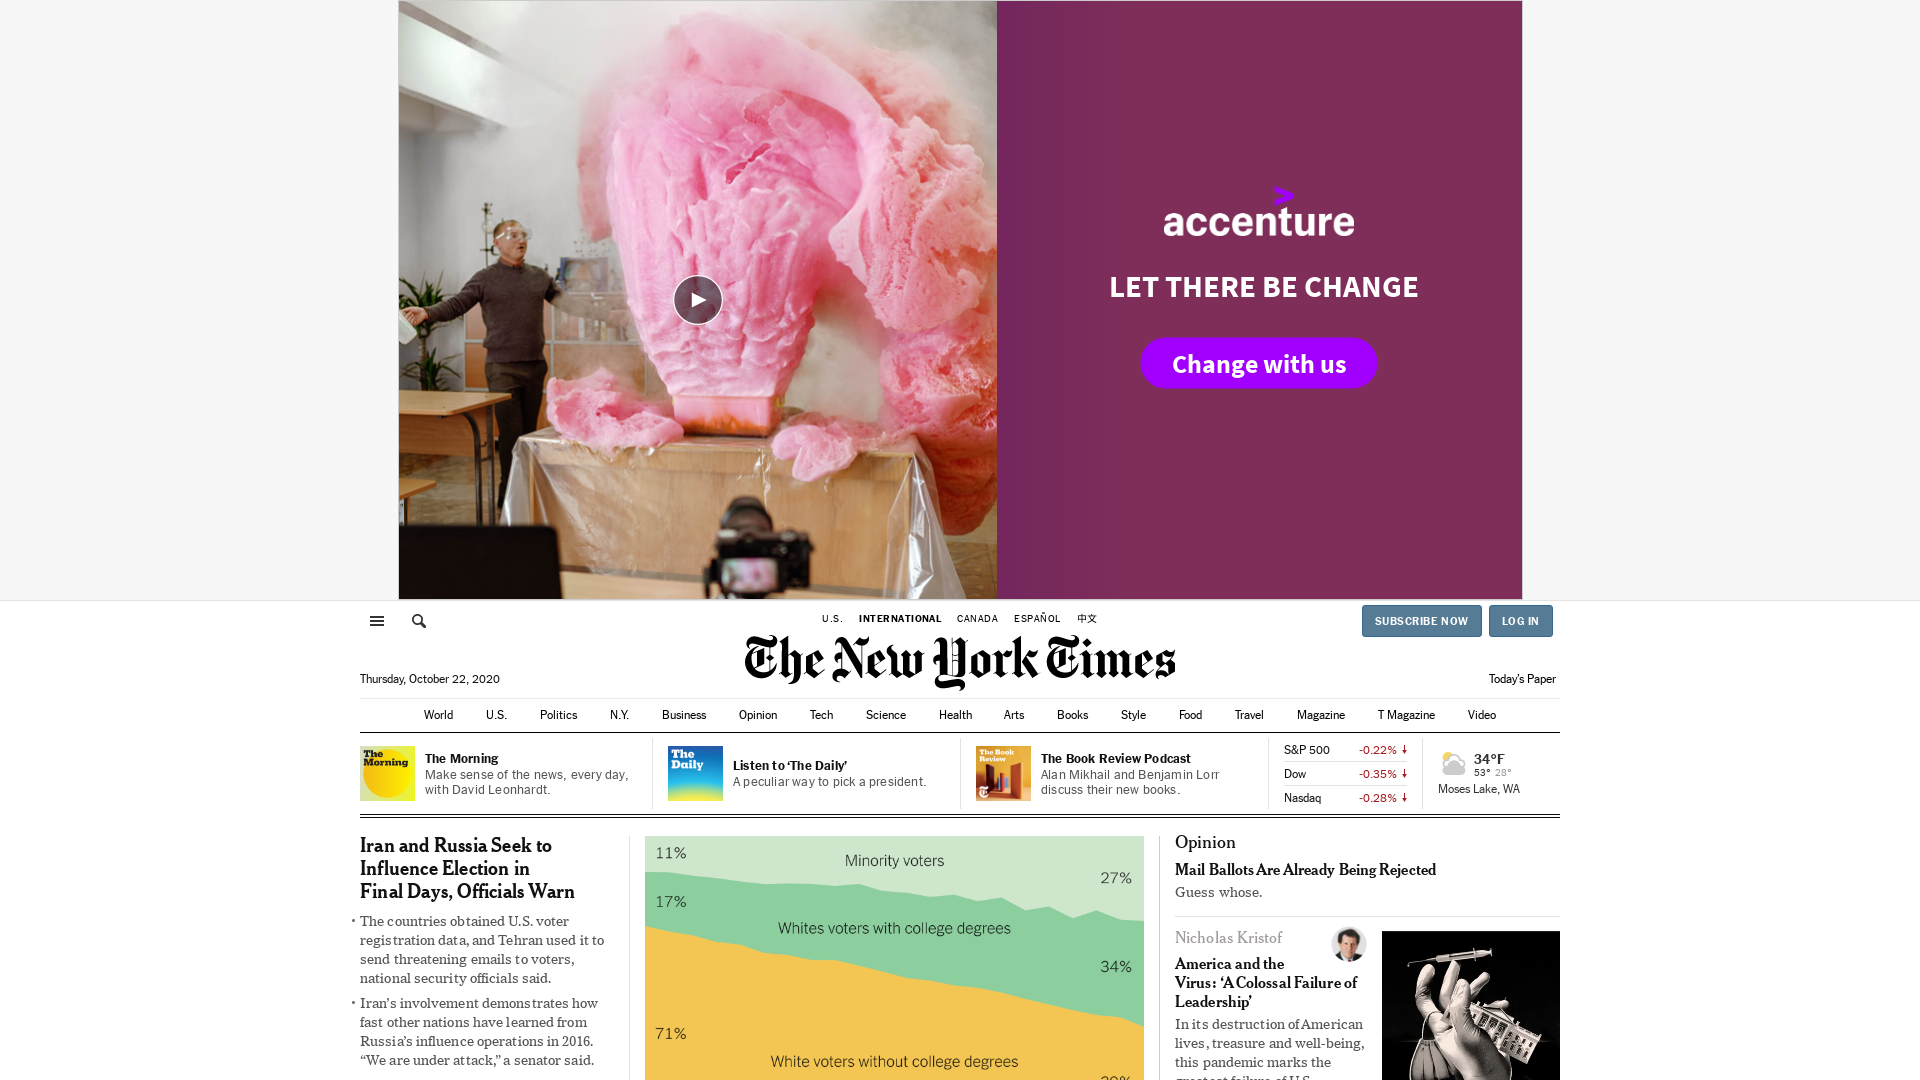 >
accenture
LET THERE BE CHANGE
Change with us
U.S. INTERNATIONAL CANADA ESPAÑOL 中文
SUBSCRIBE NOW LOG IN
The New York Times
Thursday, October 22, 2020
Today's Paper
World U.S. Politics N.Y. Business Opinion Tech Science Health Arts Books Style Food Travel Magazine T Magazine Video
The
Morning
The Morning
Make sense of the news, every day,
with David Leonhardt.
The
Daily
Listen to ‘The Daily’
A peculiar way to pick a president.
The Book
Review
The Book Review Podcast
Alan Mikhail and Benjamin Lorr
discuss their new books.
S&P 500 -0.22% ↓
Dow -0.35% ↓
Nasdaq -0.28% ↓
34°F
53° 28°
Moses Lake, WA
Iran and Russia Seek to
Influence Election in
Final Days, Officials Warn
• The countries obtained U.S. voter
registration data, and Tehran used it to
send threatening emails to voters,
national security officials said.
• Iran’s involvement demonstrates how
fast other nations have learned from
Russia’s influence operations in 2016.
“We are under attack,” a senator said.
11%
Minority voters
27%
17%
Whites voters with college degrees
34%
71%
White voters without college degrees
Opinion
Mail Ballots Are Already Being Rejected
Guess whose.
Nicholas Kristof
America and the
Virus: ‘A Colossal Failure of
Leadership’
In its destruction of American
lives, treasure and well-being,
this pandemic marks the
greatest failure of U.S.